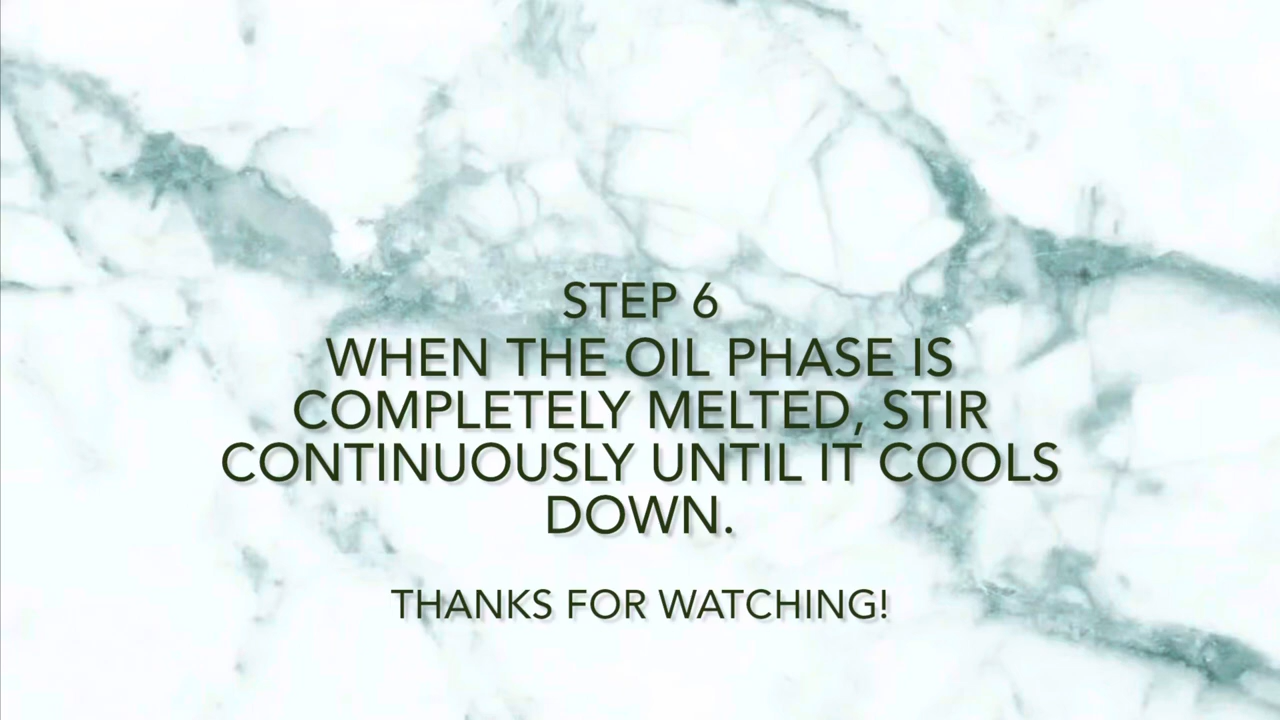 STEP 6
WHEN THE OIL PHASE IS
COMPLETELY MELTED, STIR
CONTINUOUSLY UNTIL IT COOLS
DOWN.
THANKS FOR WATCHING!